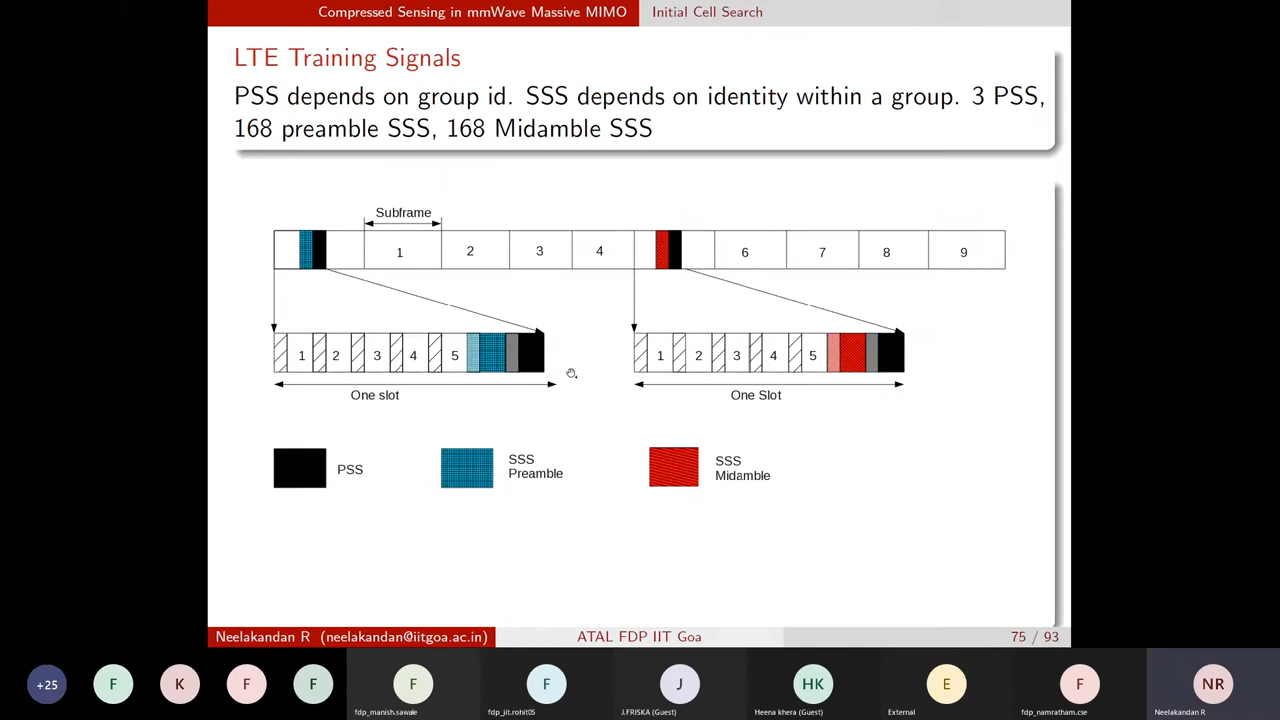 Compressed Sensing in mmWave Massive MIMO Initial Cell Search
LTE Training Signals
PSS depends on group id. SSS depends on identity within a group. 3 PSS,
168 preamble SSS, 168 Midamble SSS
Subframe
1 2 3 4 6 7 8 9
1 2 3 4 5 1 2 3 4 5
One slot One Slot
PSS SSS Preamble SSS Midamble
Neelakandan R (neelakandan@iitgoa.ac.in) ATAL FDP IIT Goa 75 / 93
+25 F K F F F F J HK E F NR
fdp_manish.sawale fdp_jit.rohit05 J.FRISKA (Guest) Heena khera (Guest) External fdp_namratham.cse Neelakandan R